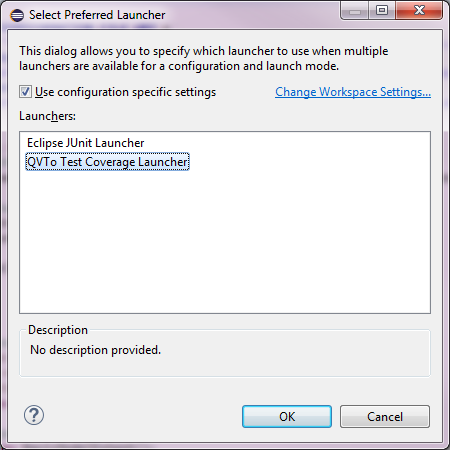 Select Preferred Launcher
This dialog allows you to specify which launcher to use when multiple
launchers are available for a configuration and launch mode.
Use configuration specific settings
Change Workspace Settings...
Launchers:
Eclipse JUnit Launcher
QVTo Test Coverage Launcher
Description
No description provided.
?
OK
Cancel